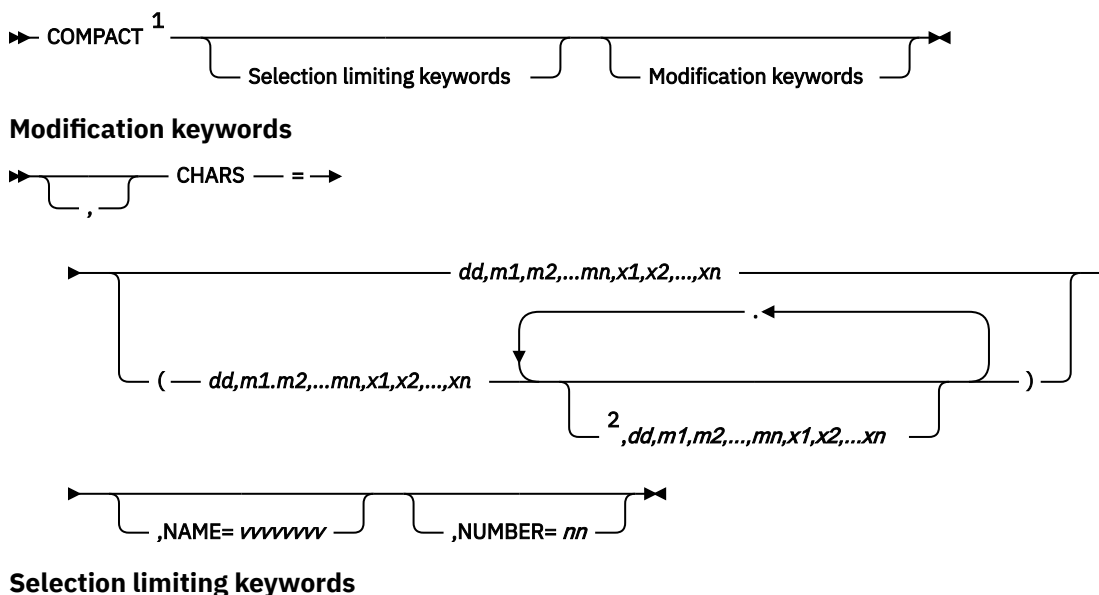 COMPACT 1
Selection limiting keywords Modification keywords
Modification keywords
CHARS =
,
dd,m1,m2,...mn,x1,x2,...,xn
.
( dd,m1.m2,...mn,x1,x2,...,xn )
2 ,dd,m1,m2,...,mn,x1,x2,...xn
,NAME= vvvvvvvv ,NUMBER= nn
Selection limiting keywords